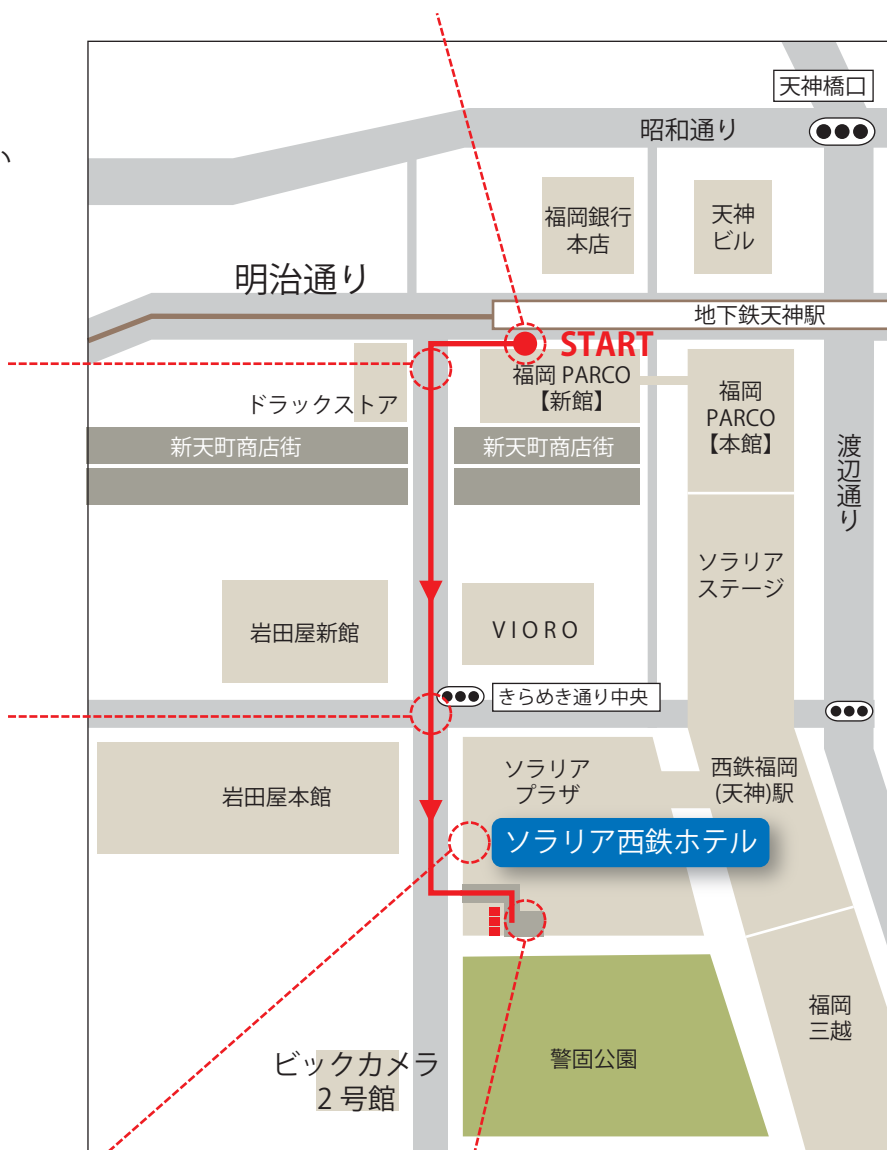 天神橋口
昭和通り
い
福岡銀行
本店
天神
ビル
明治通り
地下鉄天神駅
START
福岡 PARCO
【新館】
福岡
PARCO
【本館】
ドラックストア
新天町商店街
新天町商店街
渡辺通り
ソラリア
ステージ
岩田屋新館
VIORO
きらめき通り中央
岩田屋本館
ソラリア
プラザ
西鉄福岡
(天神)駅
ソラリア西鉄ホテル
福岡
三越
警固公園
ビックカメラ
2 号館